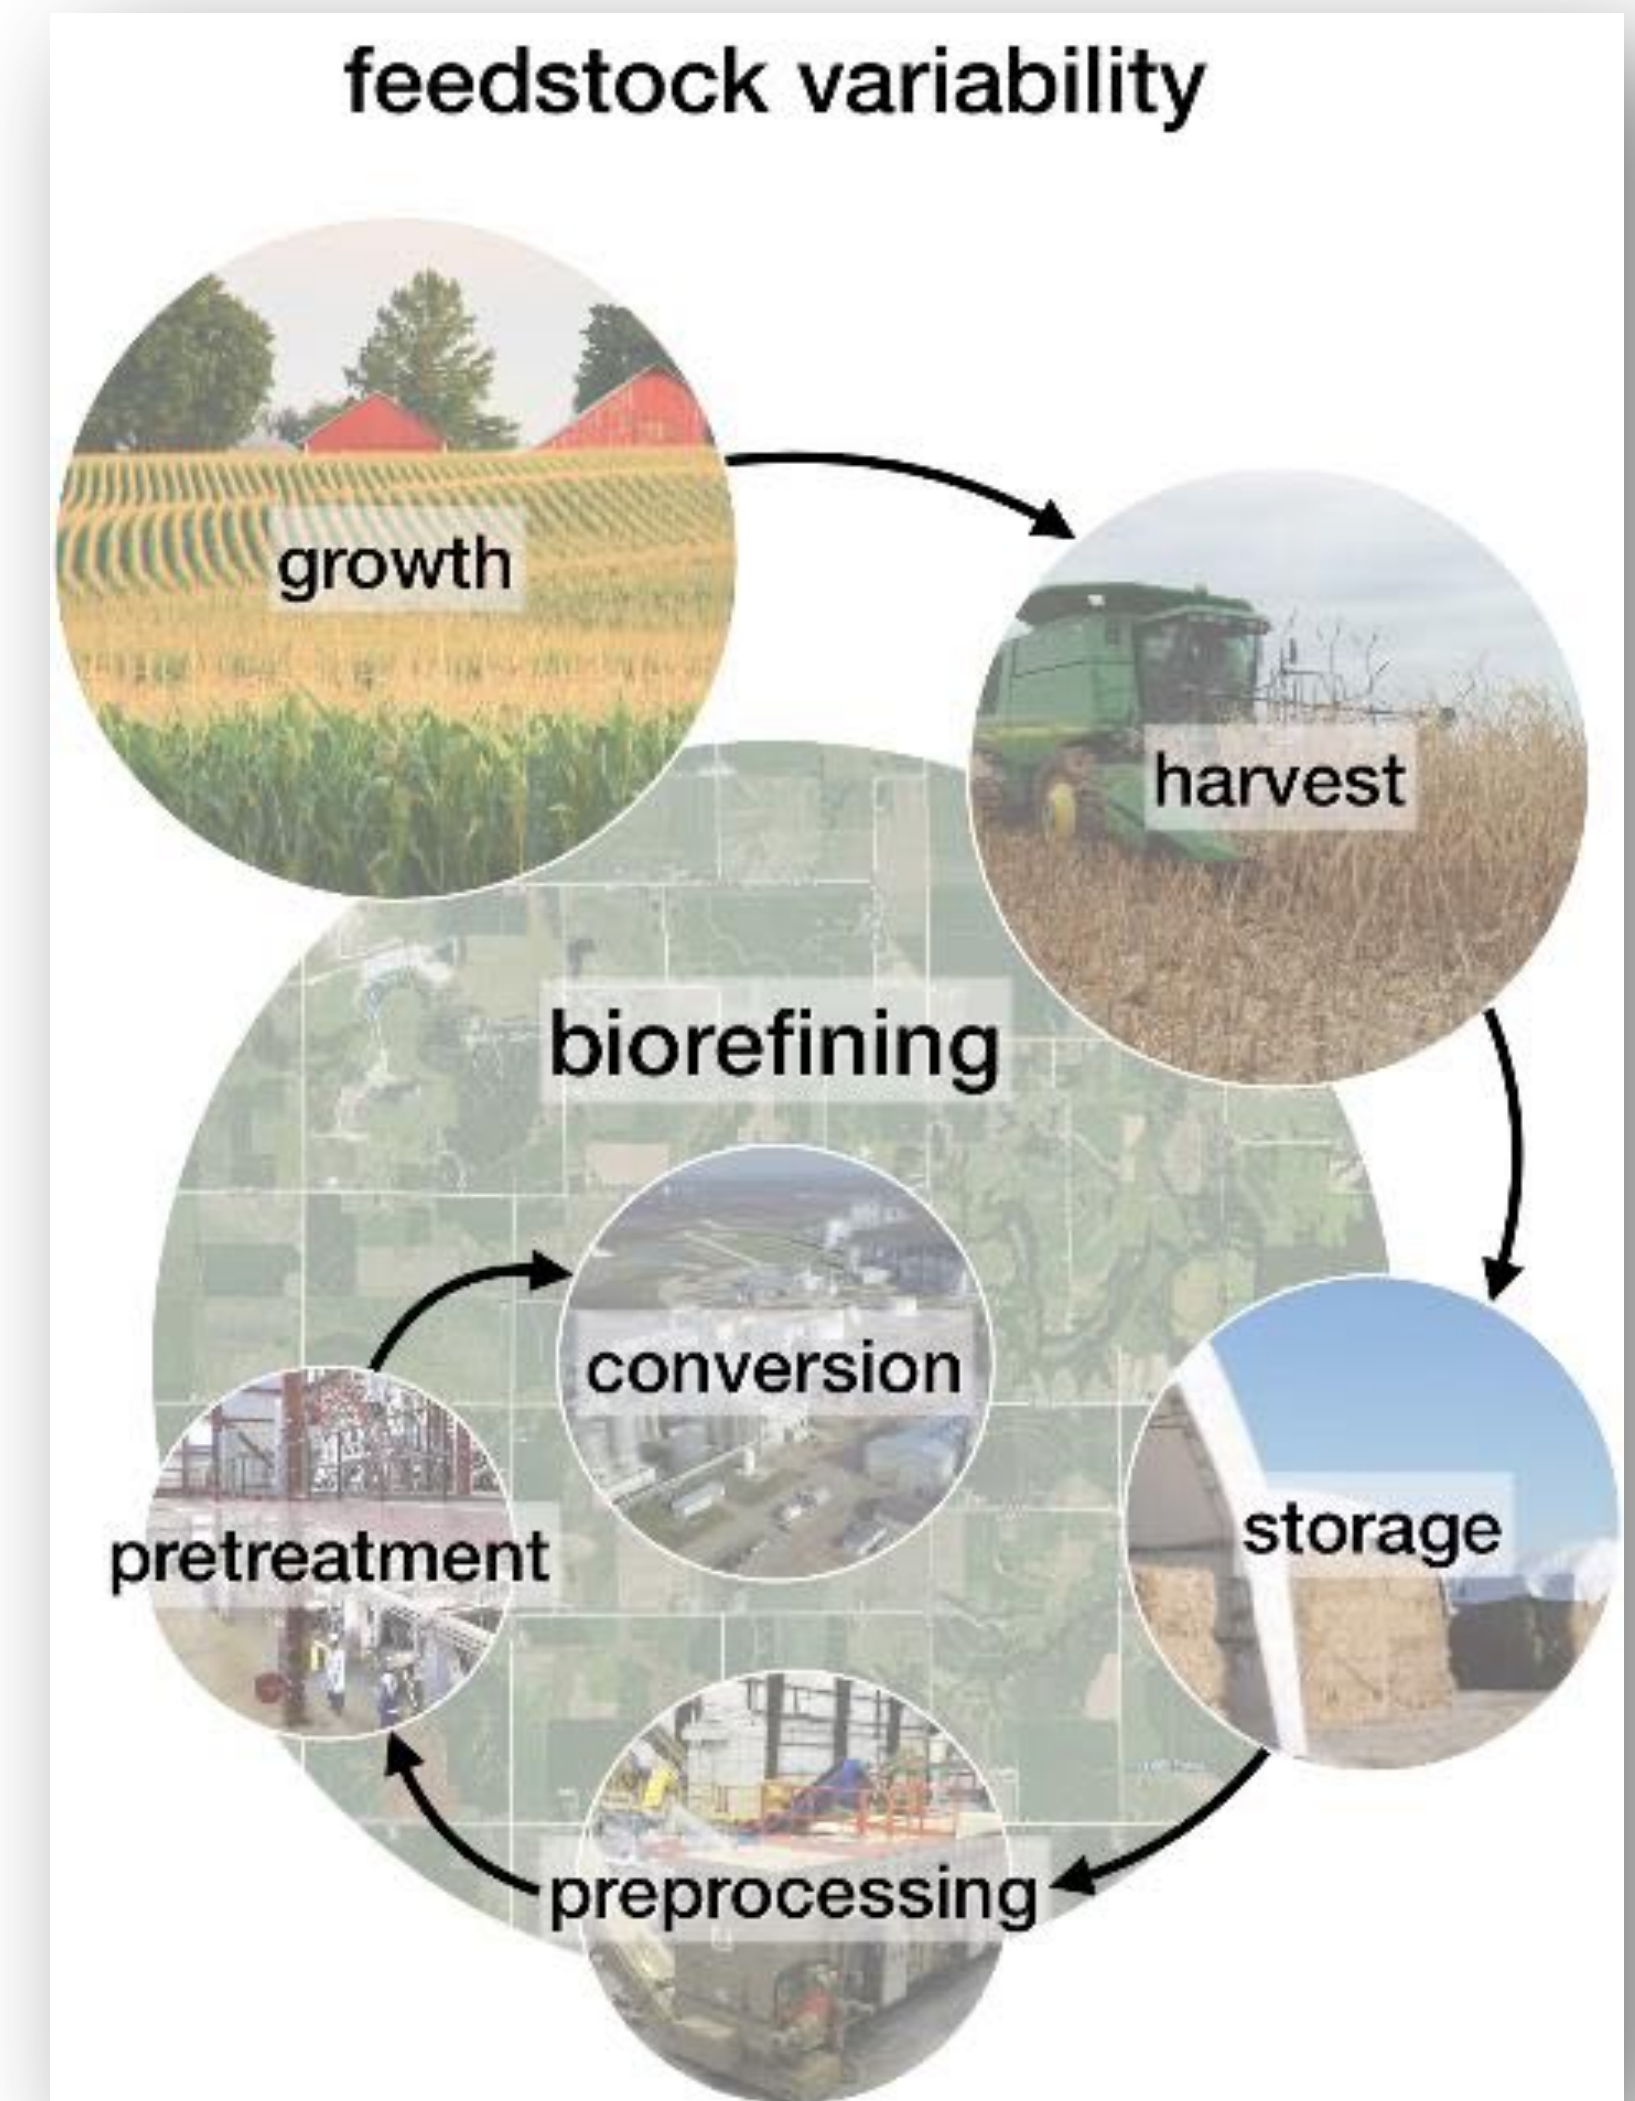 feedstock variability
growth
harvest
biorefining
conversion
storage
pretreatment
preprocessing